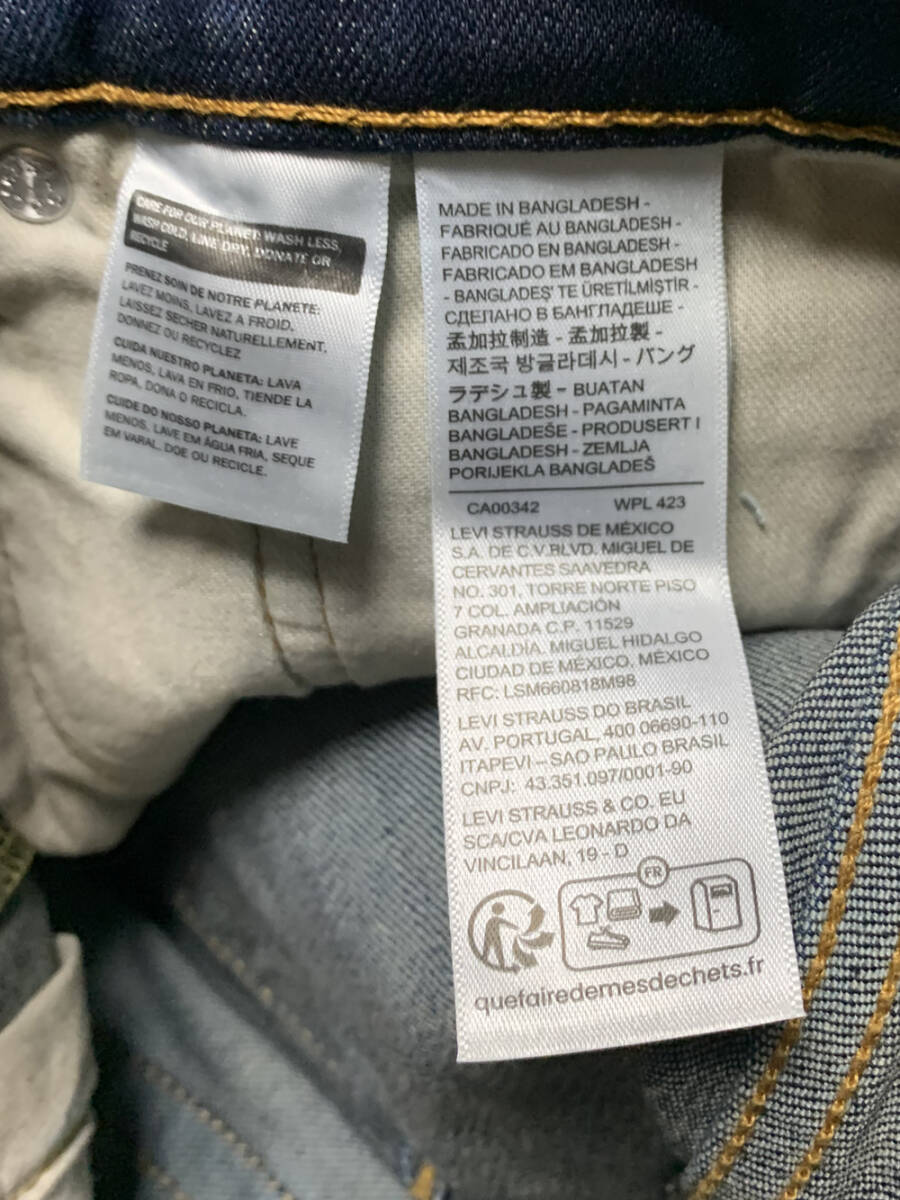 CARE FOR OUR PLANET: WASH LESS,
WASH COLD, LINE DRY, DONATE OR
RECYCLE
PRENEZ SOIN DE NOTRE PLANETE:
LAVEZ MOINS, LAVEZ A FROID.
LAISSEZ SECHER NATURELLEMENT,
DONNEZ OU RECYCLEZ
CUIDA NUESTRO PLANETA: LAVA
MENOS, LAVA EN FRIO, TIENDE LA
ROPA, DONA O RECICLA.
CUIDE DO NOSSO PLANETA: LAVE
MENOS, LAVE EM ÁGUA FRIA, SEQUE
EM VARAL, DOE OU RECICLE.
MADE IN BANGLADESH -
FABRIQUÉ AU BANGLADESH -
FABRICADO EN BANGLADESH -
FABRICADO EM BANGLADESH
- BANGLADEŞ' TE ÜRETİLMİŞTİR -
СДЕЛАНО В БАНГЛАДЕШЕ -
孟加拉制造 - 孟加拉製 -
제조국 방글라데시 - バング
ラデシュ製 - BUATAN
BANGLADESH - PAGAMINTA
BANGLADEŠE - PRODUSERT I
BANGLADESH - ZEMLJA
PORIJEKLA BANGLADEŠ
CA00342 WPL 423
LEVI STRAUSS DE MÉXICO
S.A. DE C.V.BLVD. MIGUEL DE
CERVANTES SAAVEDRA
NO. 301, TORRE NORTE PISO
7 COL. AMPLIACIÓN
GRANADA C.P. 11529
ALCALDÍA. MIGUEL HIDALGO
CIUDAD DE MÉXICO, MÉXICO
RFC: LSM660818M98
LEVI STRAUSS DO BRASIL
AV. PORTUGAL, 400 06690-110
ITAPEVI – SAO PAULO BRASIL
CNPJ: 43.351.097/0001-90
LEVI STRAUSS & CO. EU
SCA/CVA LEONARDO DA
VINCILAAN, 19 - D
FR
quefairedemesdechets.fr